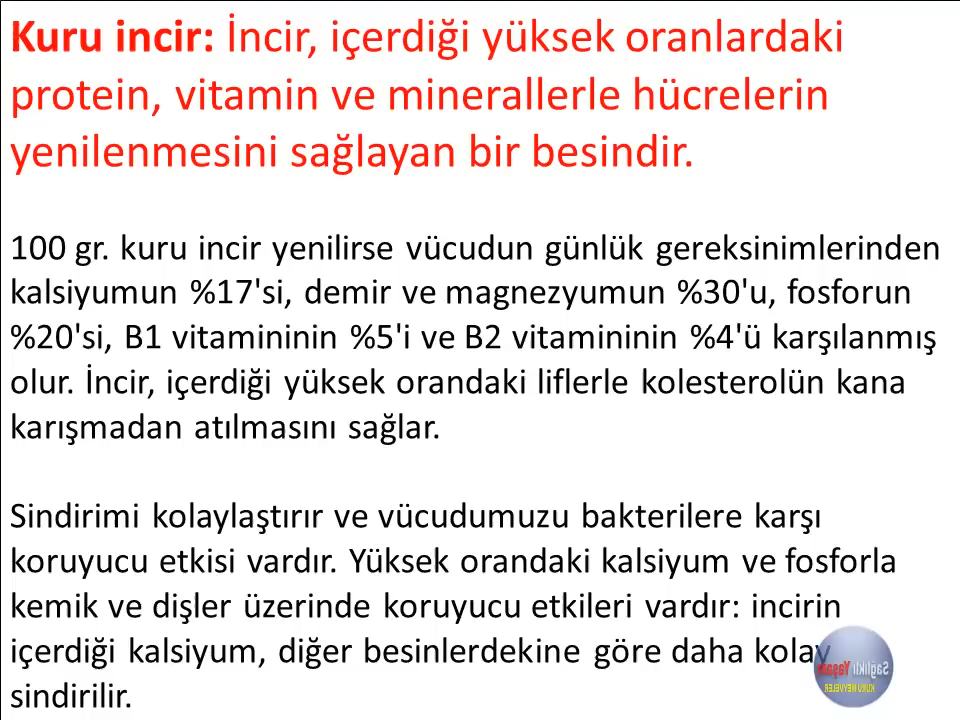 Kuru incir: İncir, içerdiği yüksek oranlardaki
protein, vitamin ve minerallerle hücrelerin
yenilenmesini sağlayan bir besindir.
100 gr. kuru incir yenilirse vücudun günlük gereksinimlerinden
kalsiyumun %17'si, demir ve magnezyumun %30'u, fosforun
%20'si, B1 vitamininin %5'i ve B2 vitamininin %4'ü karşılanmış
olur. İncir, içerdiği yüksek orandaki liflerle kolesterolün kana
karışmadan atılmasını sağlar.
Sindirimi kolaylaştırır ve vücudumuzu bakterilere karşı
koruyucu etkisi vardır. Yüksek orandaki kalsiyum ve fosforla
kemik ve dişler üzerinde koruyucu etkileri vardır: incirin
içerdiği kalsiyum, diğer besinlerdekine göre daha kolay
sindirilir.
Sağlıklı Yaşam
KURU MEYVELER